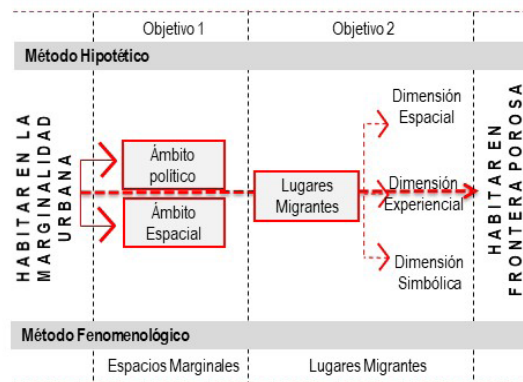 Objetivo 1
Objetivo 2
Método Hipotético
HABITAR EN LA
MARGINALIDAD
URBANA
Ámbito
político
Ámbito
Espacial
Lugares
Migrantes
Dimensión
Espacial
Dimensión
Experiencial
Dimensión
Simbólica
HABITAR EN
FRONTERA POROSA
Método Fenomenológico
Espacios Marginales
Lugares Migrantes